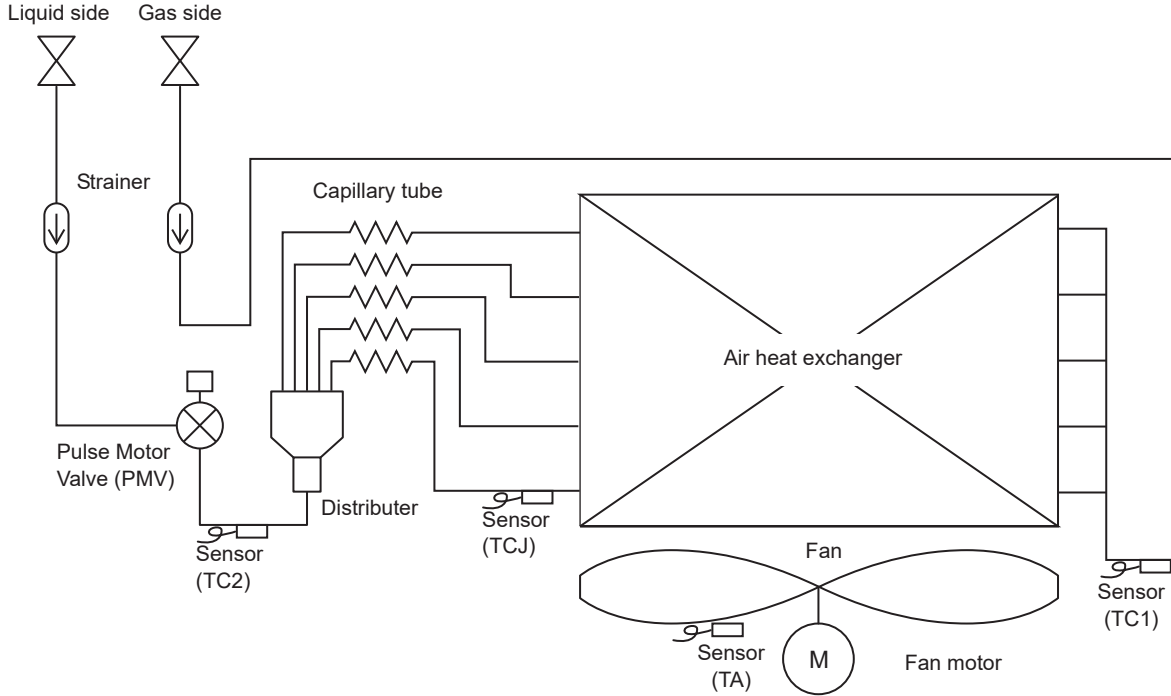 Liquid side
Gas side
Strainer
Capillary tube
Air heat exchanger
Pulse Motor
Valve (PMV)
Distributer
Sensor
(TCJ)
Sensor
(TC2)
Fan
Sensor
(TC1)
Sensor
(TA)
M
Fan motor